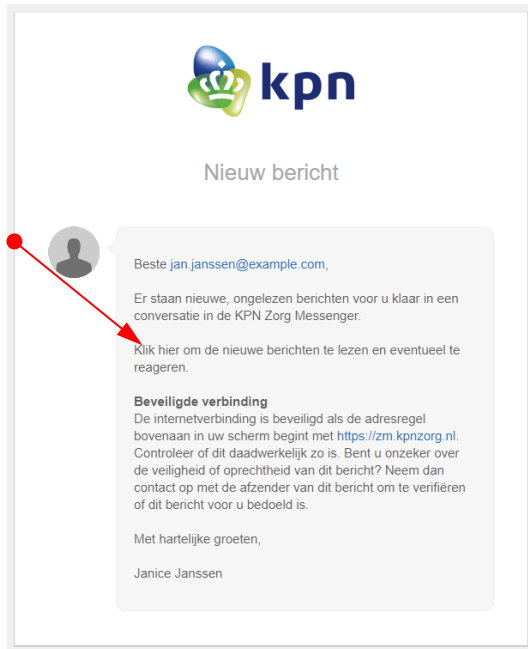 kpn
Nieuw bericht
Beste jan.janssen@example.com,
Er staan nieuwe, ongelezen berichten voor u klaar in een
conversatie in de KPN Zorg Messenger.
Klik hier om de nieuwe berichten te lezen en eventueel te
reageren.
Beveiligde verbinding
De internetverbinding is beveiligd als de adresregel
bovenaan in uw scherm begint met https://zm.kpnzorg.nl.
Controleer of dit daadwerkelijk zo is. Bent u onzeker over
de veiligheid of oprechtheid van dit bericht? Neem dan
contact op met de afzender van dit bericht om te verifiëren
of dit bericht voor u bedoeld is.
Met hartelijke groeten,
Janice Janssen